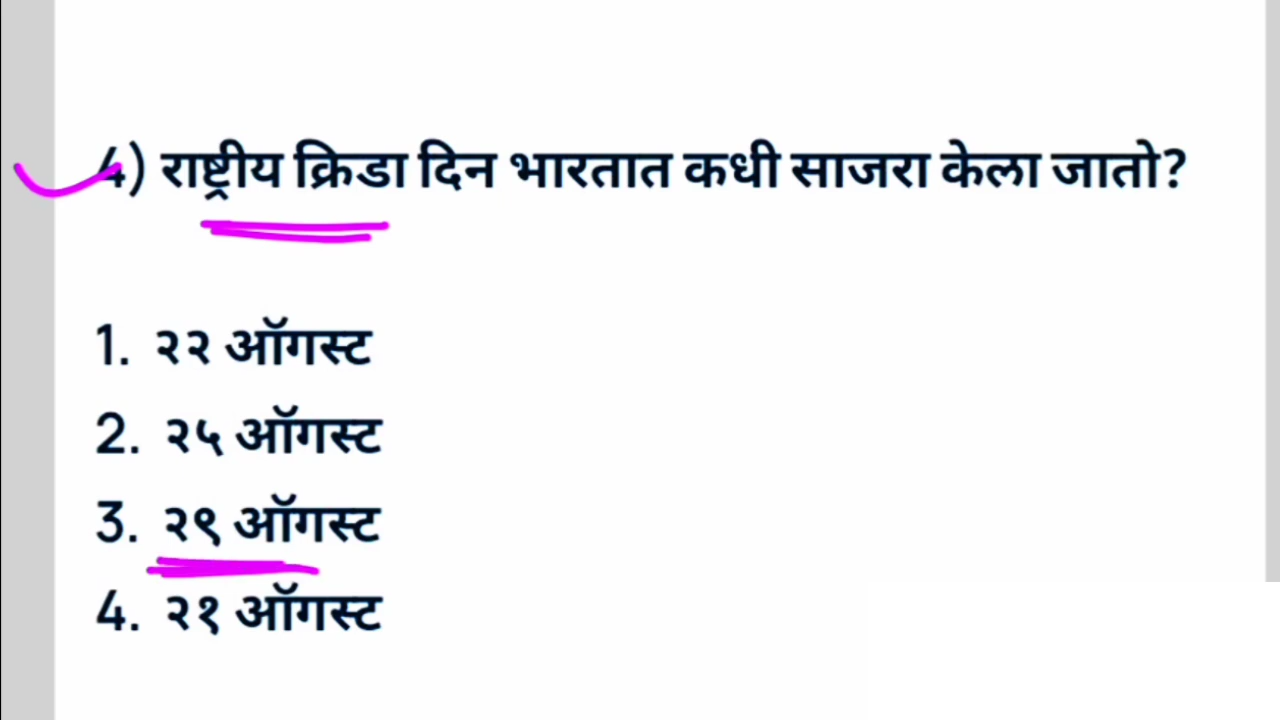 4) राष्ट्रीय क्रिडा दिन भारतात कधी साजरा केला जातो?
1. २२ ऑगस्ट
2. २५ ऑगस्ट
3. २९ ऑगस्ट
4. २१ ऑगस्ट